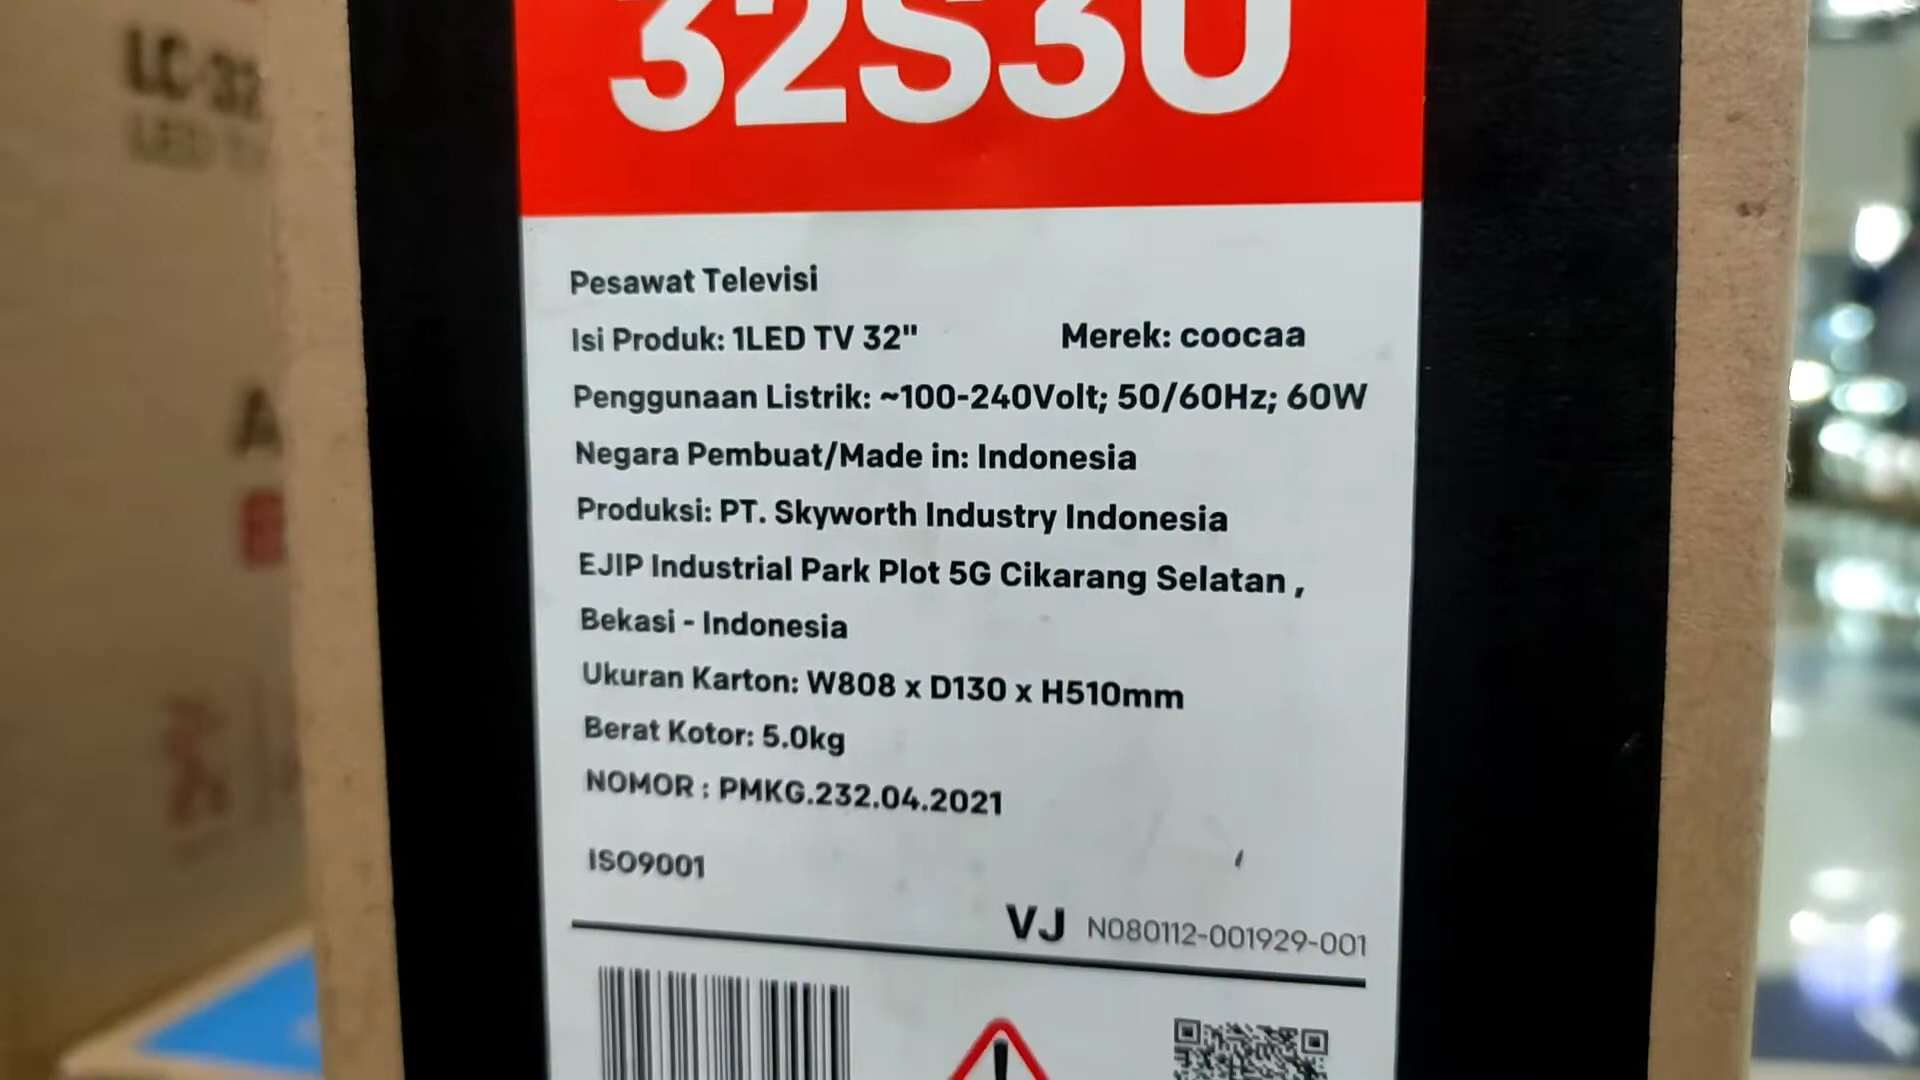 32S3U
Pesawat Televisi
Isi Produk: 1LED TV 32" Merek: coocaa
Penggunaan Listrik: ~100-240Volt; 50/60Hz; 60W
Negara Pembuat/Made in: Indonesia
Produksi: PT. Skyworth Industry Indonesia
EJIP Industrial Park Plot 5G Cikarang Selatan ,
Bekasi - Indonesia
Ukuran Karton: W808 x D130 x H510mm
Berat Kotor: 5.0kg
NOMOR : PMKG.232.04.2021
ISO9001
VJ N080112-001929-001
LC-32
LED